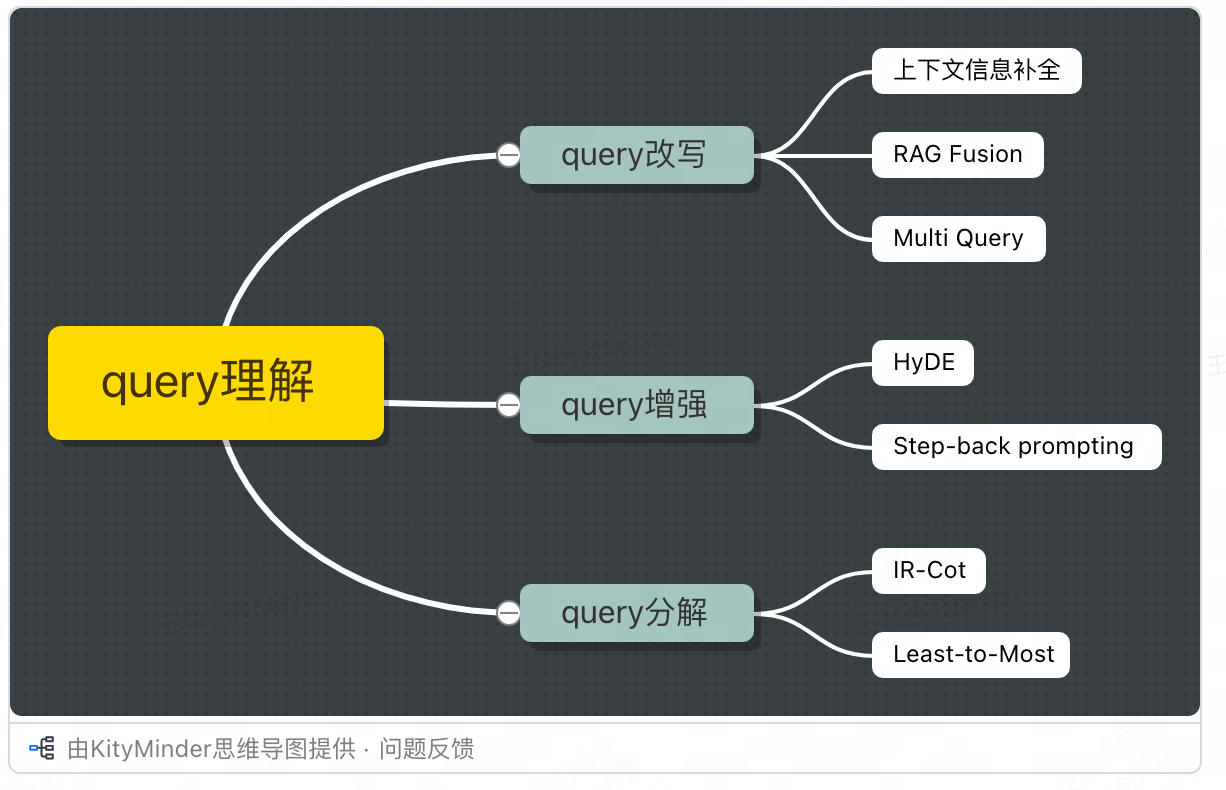 query理解
query改写
上下文信息补全
RAG Fusion
Multi Query
query增强
HyDE
Step-back prompting
query分解
IR-Cot
Least-to-Most
由KityMinder思维导图提供 · 问题反馈
王